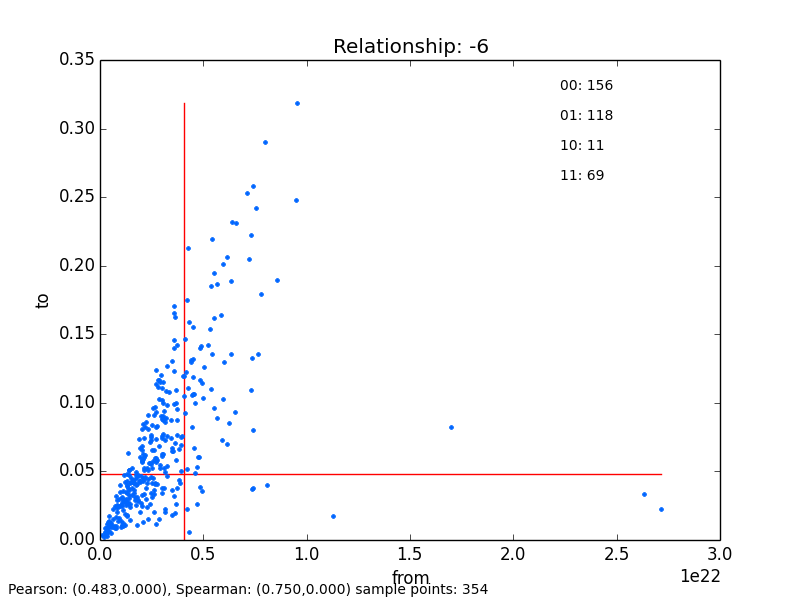 Relationship: -6
0.35
0.30
0.25
0.20
0.15
0.10
0.05
0.00
to
00: 156
01: 118
10: 11
11: 69
0.0 0.5 1.0 1.5 2.0 2.5 3.0
from
1e22
Pearson: (0.483,0.000), Spearman: (0.750,0.000) sample points: 354